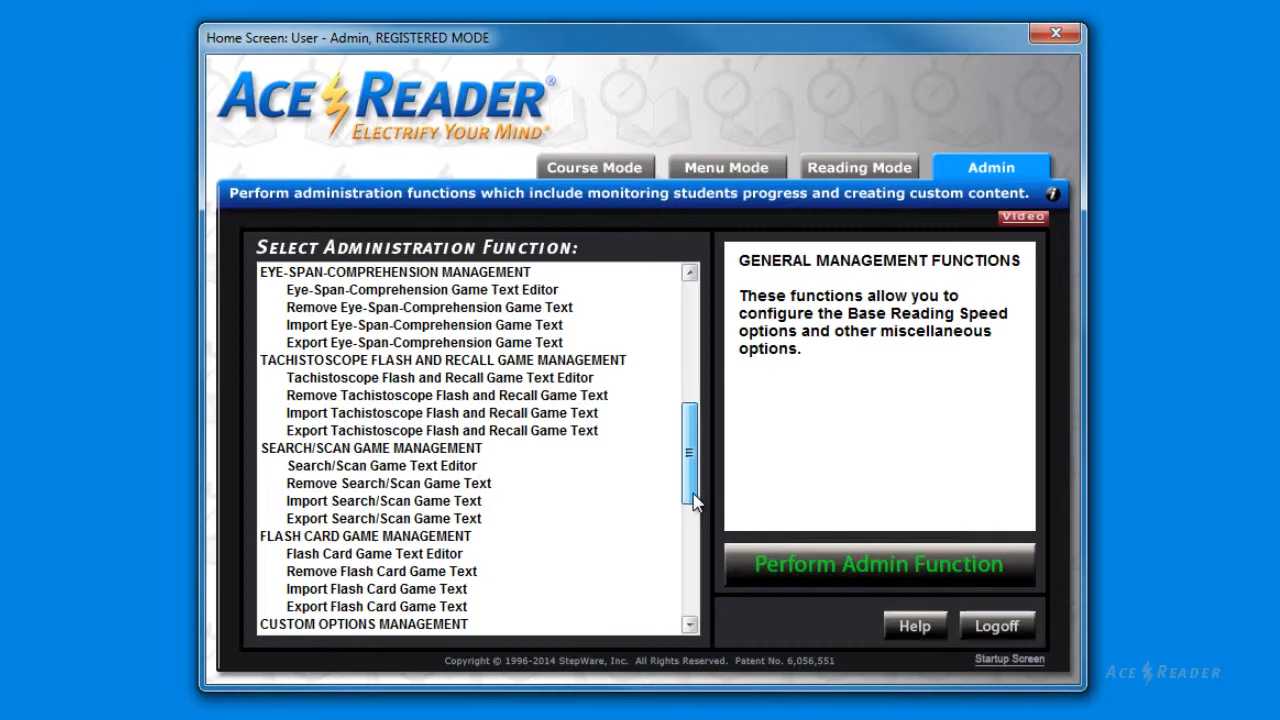 Home Screen: User - Admin, REGISTERED MODE
ACE READER®
ELECTRIFY YOUR MIND®
Course Mode
Menu Mode
Reading Mode
Admin
Perform administration functions which include monitoring students progress and creating custom content.
Video
SELECT ADMINISTRATION FUNCTION:
EYE-SPAN-COMPREHENSION MANAGEMENT
Eye-Span-Comprehension Game Text Editor
Remove Eye-Span-Comprehension Game Text
Import Eye-Span-Comprehension Game Text
Export Eye-Span-Comprehension Game Text
TACHISTOSCOPE FLASH AND RECALL GAME MANAGEMENT
Tachistoscope Flash and Recall Game Text Editor
Remove Tachistoscope Flash and Recall Game Text
Import Tachistoscope Flash and Recall Game Text
Export Tachistoscope Flash and Recall Game Text
SEARCH/SCAN GAME MANAGEMENT
Search/Scan Game Text Editor
Remove Search/Scan Game Text
Import Search/Scan Game Text
Export Search/Scan Game Text
FLASH CARD GAME MANAGEMENT
Flash Card Game Text Editor
Remove Flash Card Game Text
Import Flash Card Game Text
Export Flash Card Game Text
CUSTOM OPTIONS MANAGEMENT
GENERAL MANAGEMENT FUNCTIONS
These functions allow you to
configure the Base Reading Speed
options and other miscellaneous
options.
Perform Admin Function
Help
Logoff
Copyright © 1996-2014 StepWare, Inc. All Rights Reserved. Patent No. 6,056,551
Startup Screen
ACE READER